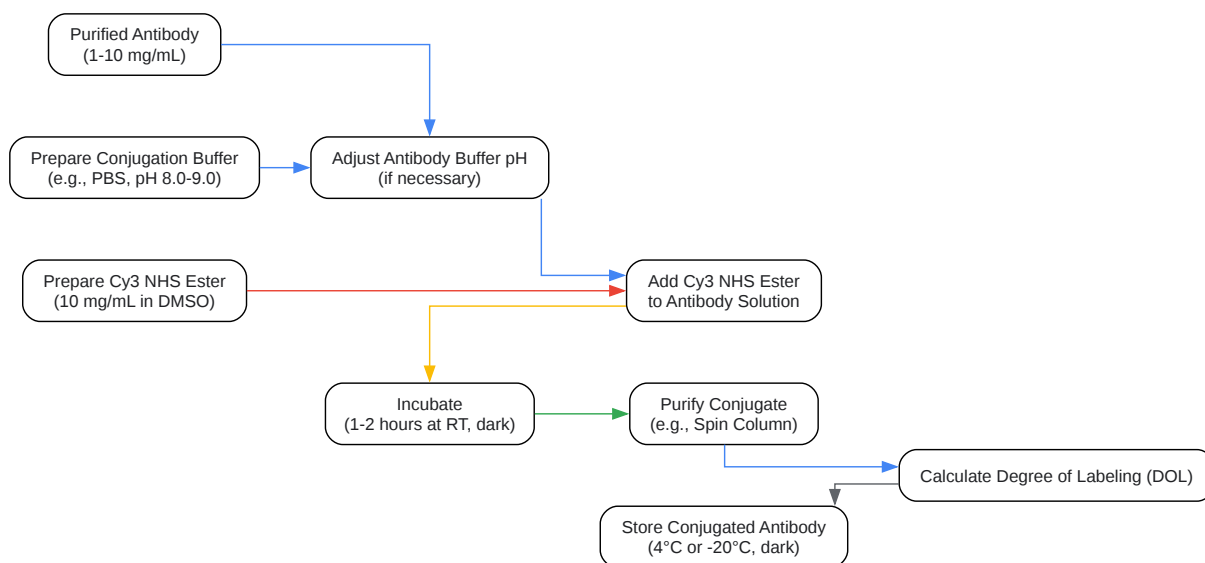 Purified Antibody
(1-10 mg/mL)
Prepare Conjugation Buffer
(e.g., PBS, pH 8.0-9.0)
Adjust Antibody Buffer pH
(if necessary)
Prepare Cy3 NHS Ester
(10 mg/mL in DMSO)
Add Cy3 NHS Ester
to Antibody Solution
Incubate
(1-2 hours at RT, dark)
Purify Conjugate
(e.g., Spin Column)
Calculate Degree of Labeling (DOL)
Store Conjugated Antibody
(4°C or -20°C, dark)